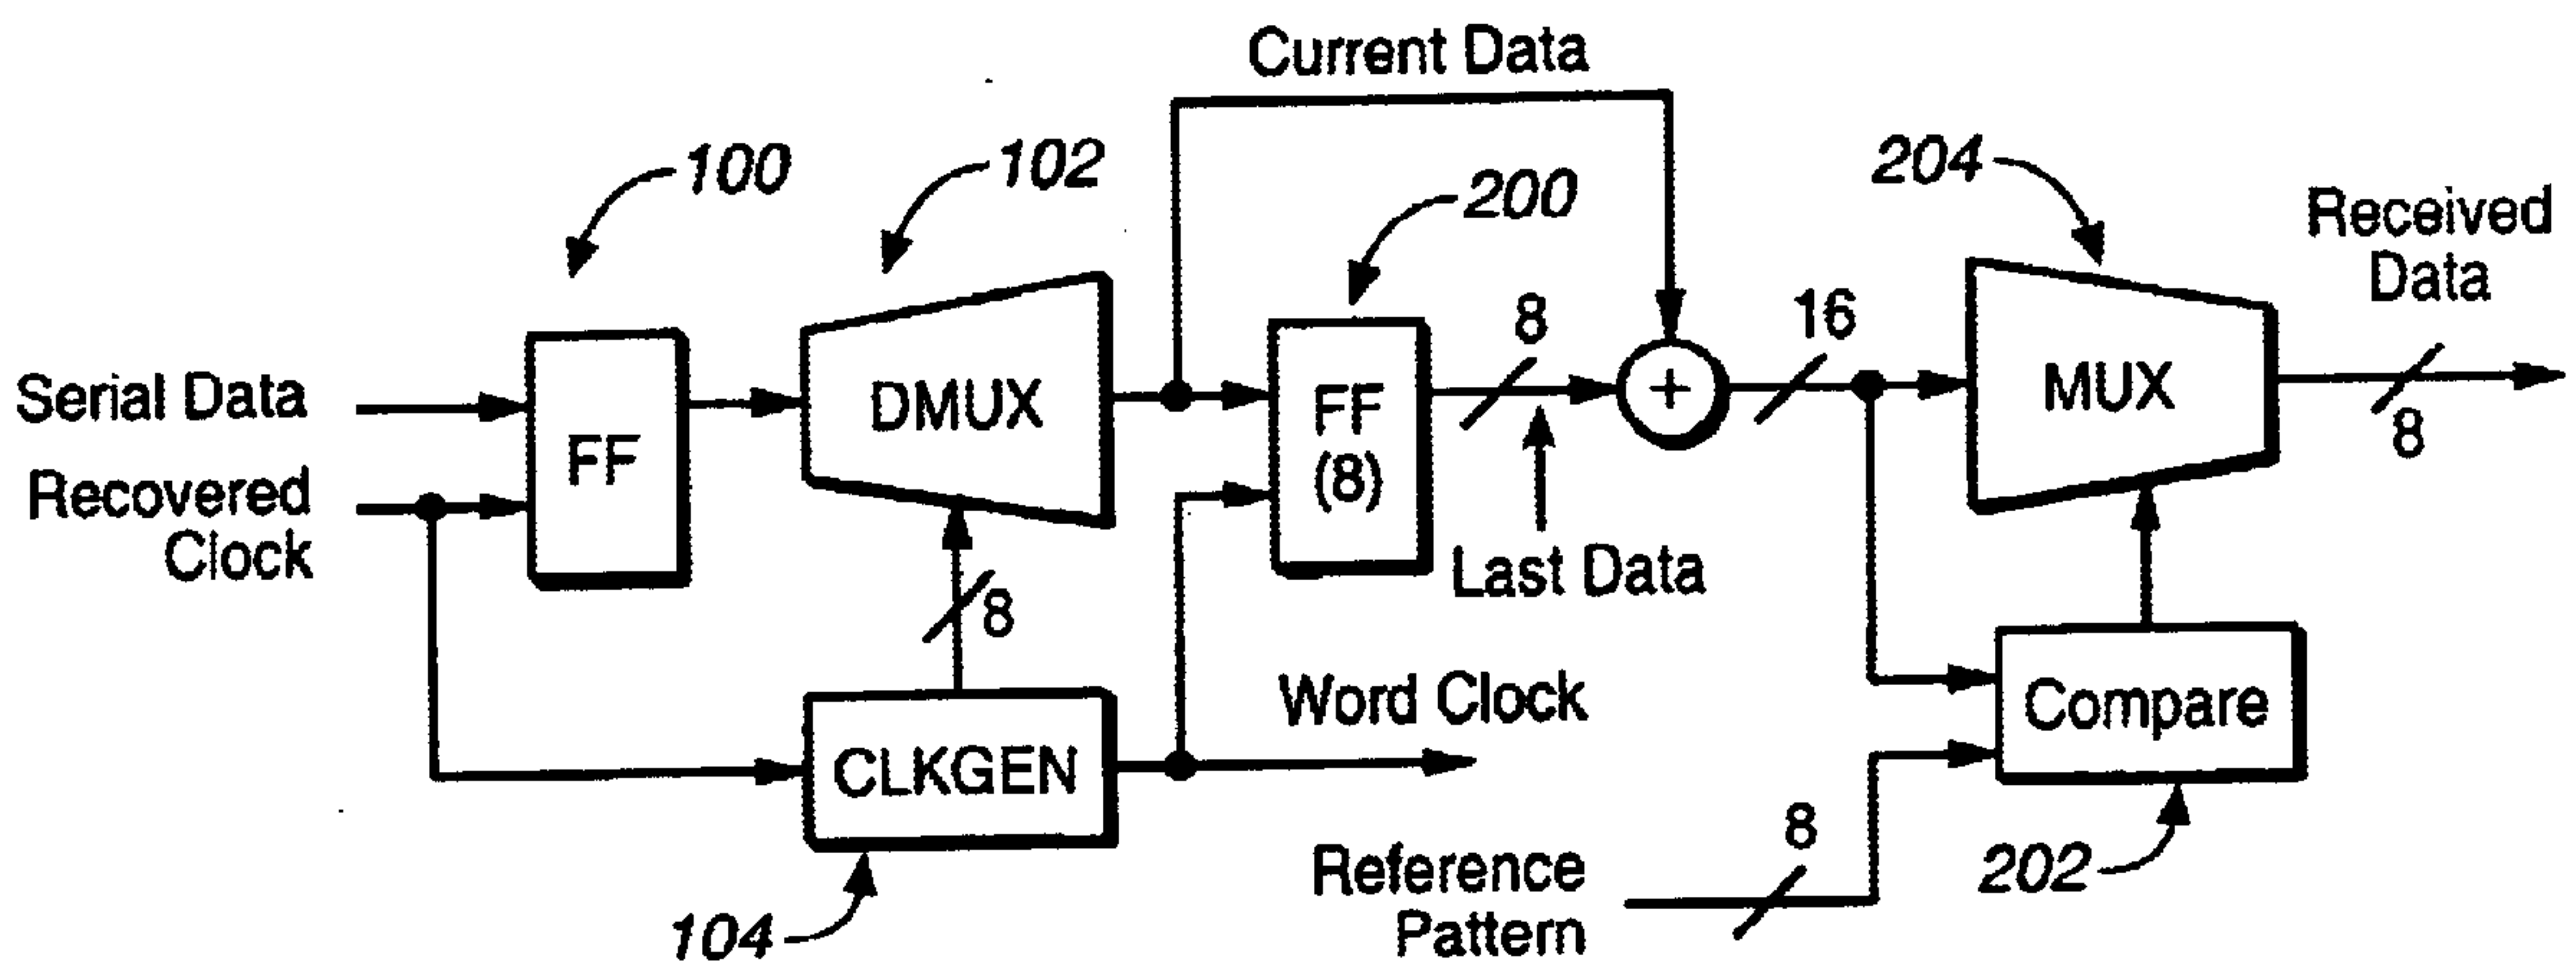 Current Data
100
102
200
204
Received
Data
8
16
Serial Data
FF
DMUX
FF
(8)
+
MUX
8
Recovered
Clock
Last Data
8
Word Clock
Compare
CLKGEN
8
Reference
Pattern
202
104